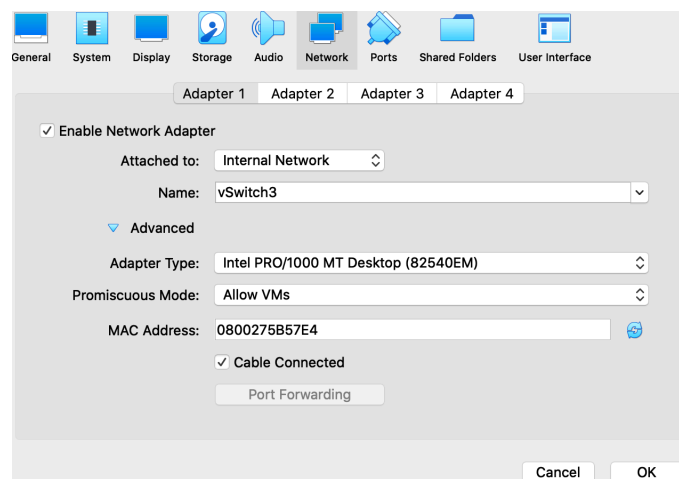 General System Display Storage Audio Network Ports Shared Folders User Interface
Adapter 1 Adapter 2 Adapter 3 Adapter 4
Enable Network Adapter
Attached to: Internal Network
Name: vSwitch3
Advanced
Adapter Type: Intel PRO/1000 MT Desktop (82540EM)
Promiscuous Mode: Allow VMs
MAC Address: 0800275B57E4
Cable Connected
Port Forwarding
Cancel OK